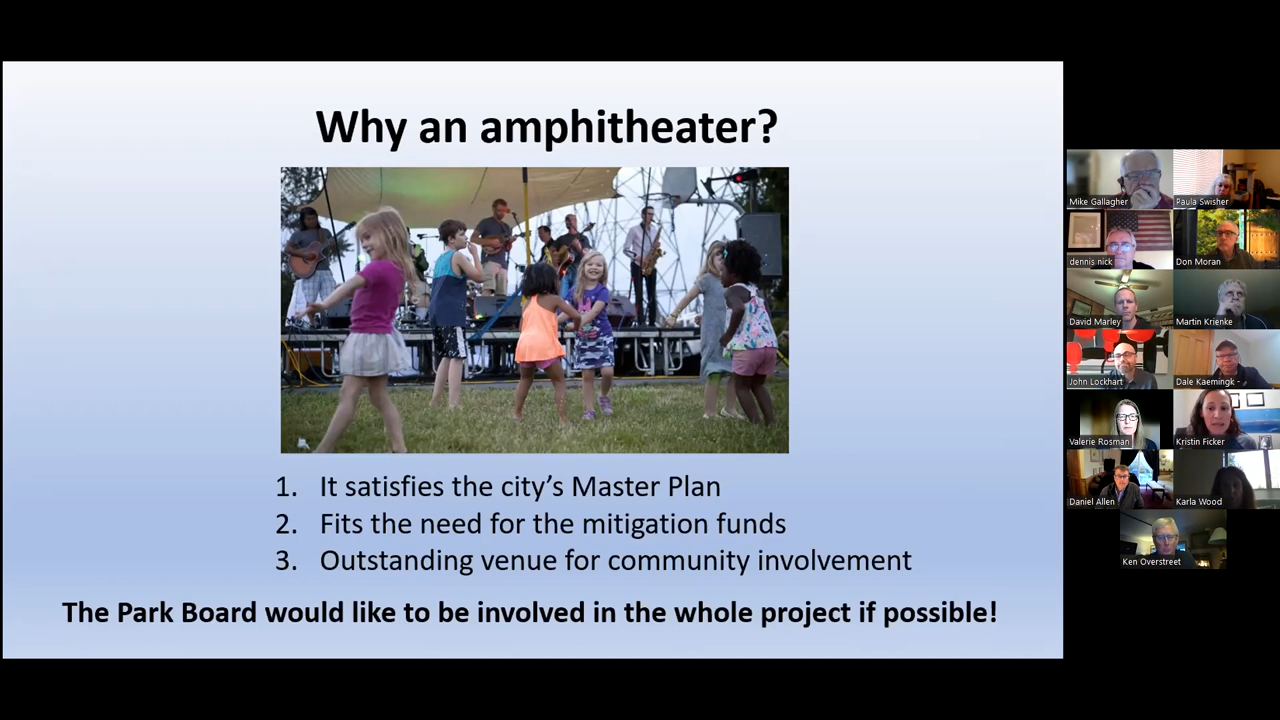 Why an amphitheater?
1. It satisfies the city's Master Plan
2. Fits the need for the mitigation funds
3. Outstanding venue for community involvement
The Park Board would like to be involved in the whole project if possible!
Mike Gallagher
Paula Swisher
dennis nick
Don Moran
David Marley
Martin Krienke
John Lockhart
Dale Kaemingk -
Valerie Rosman
Kristin Ficker
Daniel Allen
Karla Wood
Ken Overstreet